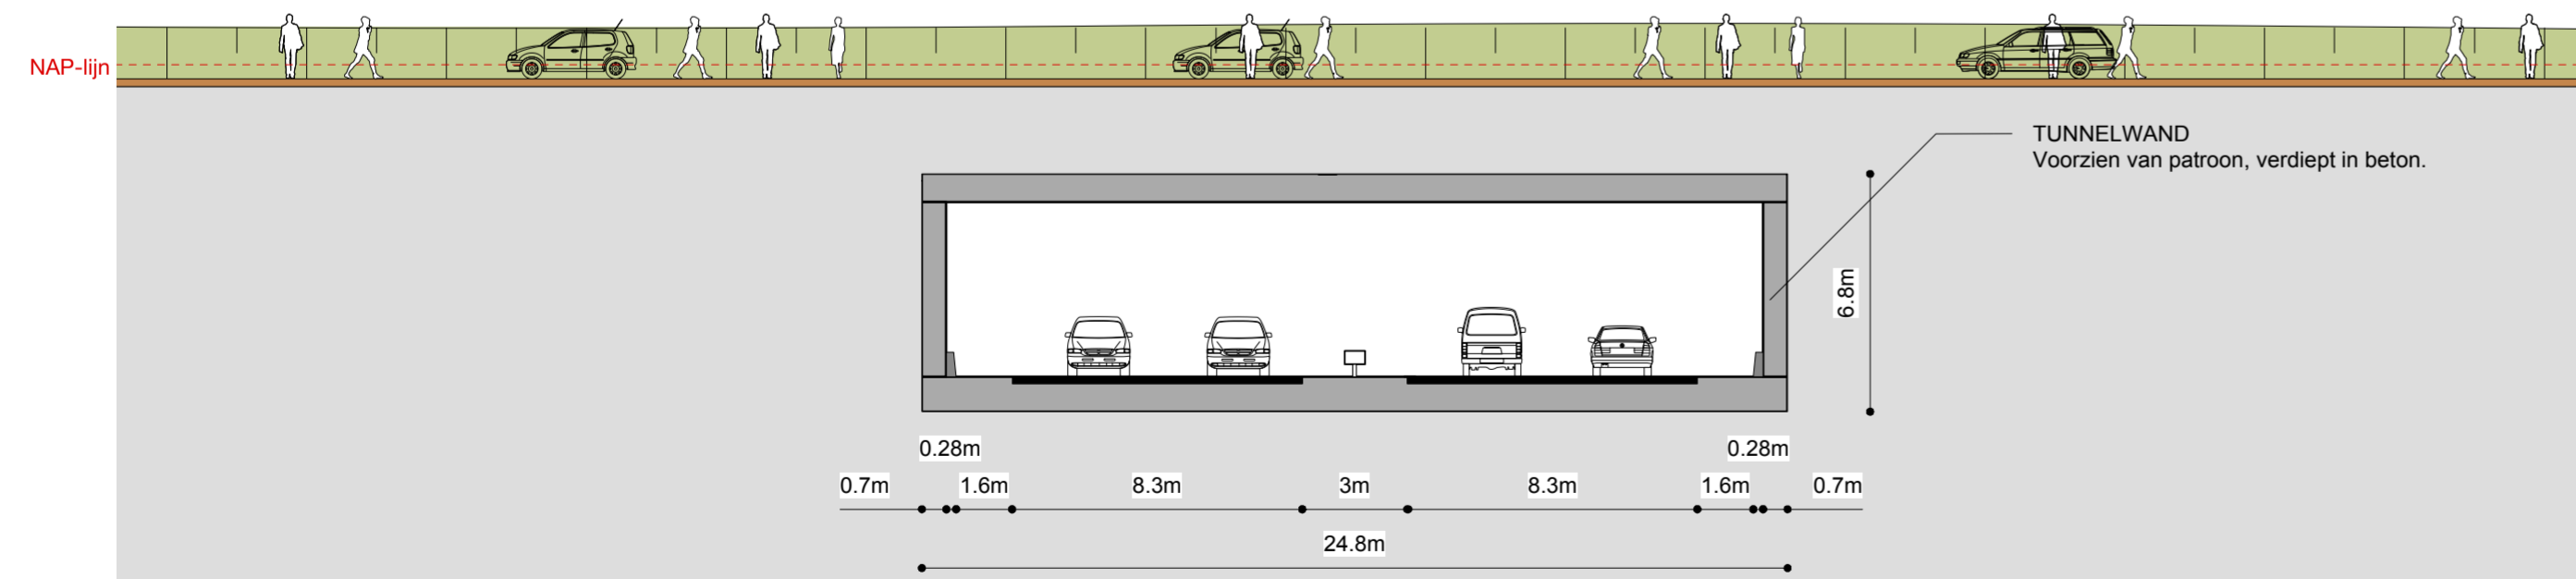 NAP-lijn
TUNNELWAND
Voorzien van patroon, verdiept in beton.
6.8m
0.28m 0.28m
0.7m 1.6m 8.3m 3m 8.3m 1.6m 0.7m
24.8m